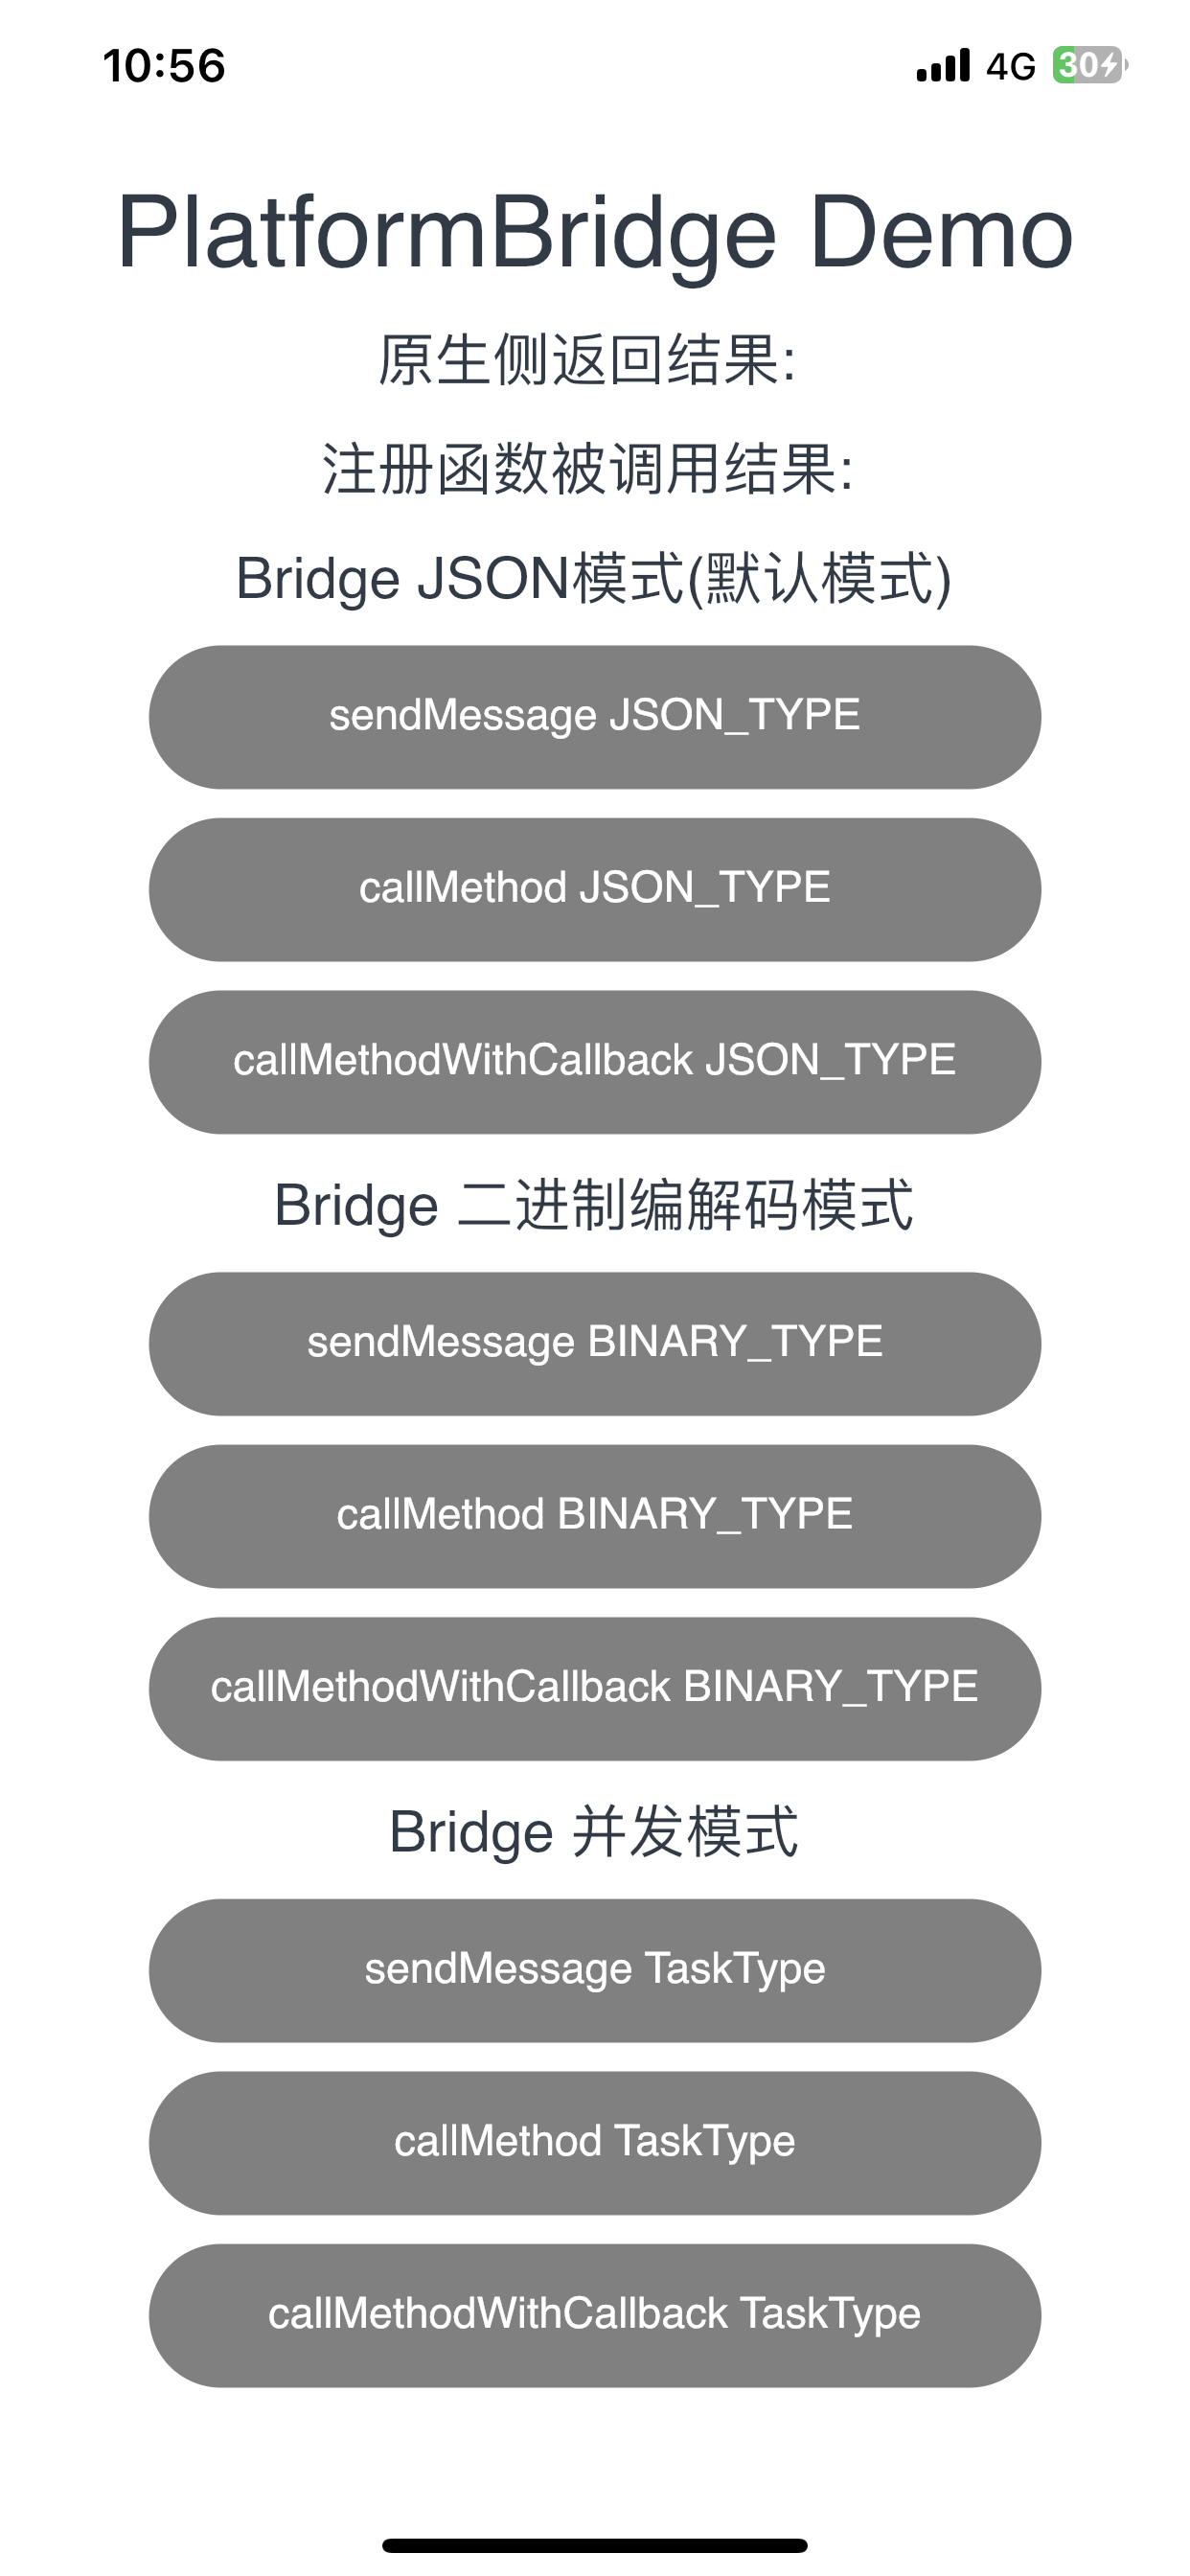 10:56 4G 30
PlatformBridge Demo
原生侧返回结果:
注册函数被调用结果:
Bridge JSON模式(默认模式)
sendMessage JSON_TYPE
callMethod JSON_TYPE
callMethodWithCallback JSON_TYPE
Bridge 二进制编解码模式
sendMessage BINARY_TYPE
callMethod BINARY_TYPE
callMethodWithCallback BINARY_TYPE
Bridge 并发模式
sendMessage TaskType
callMethod TaskType
callMethodWithCallback TaskType